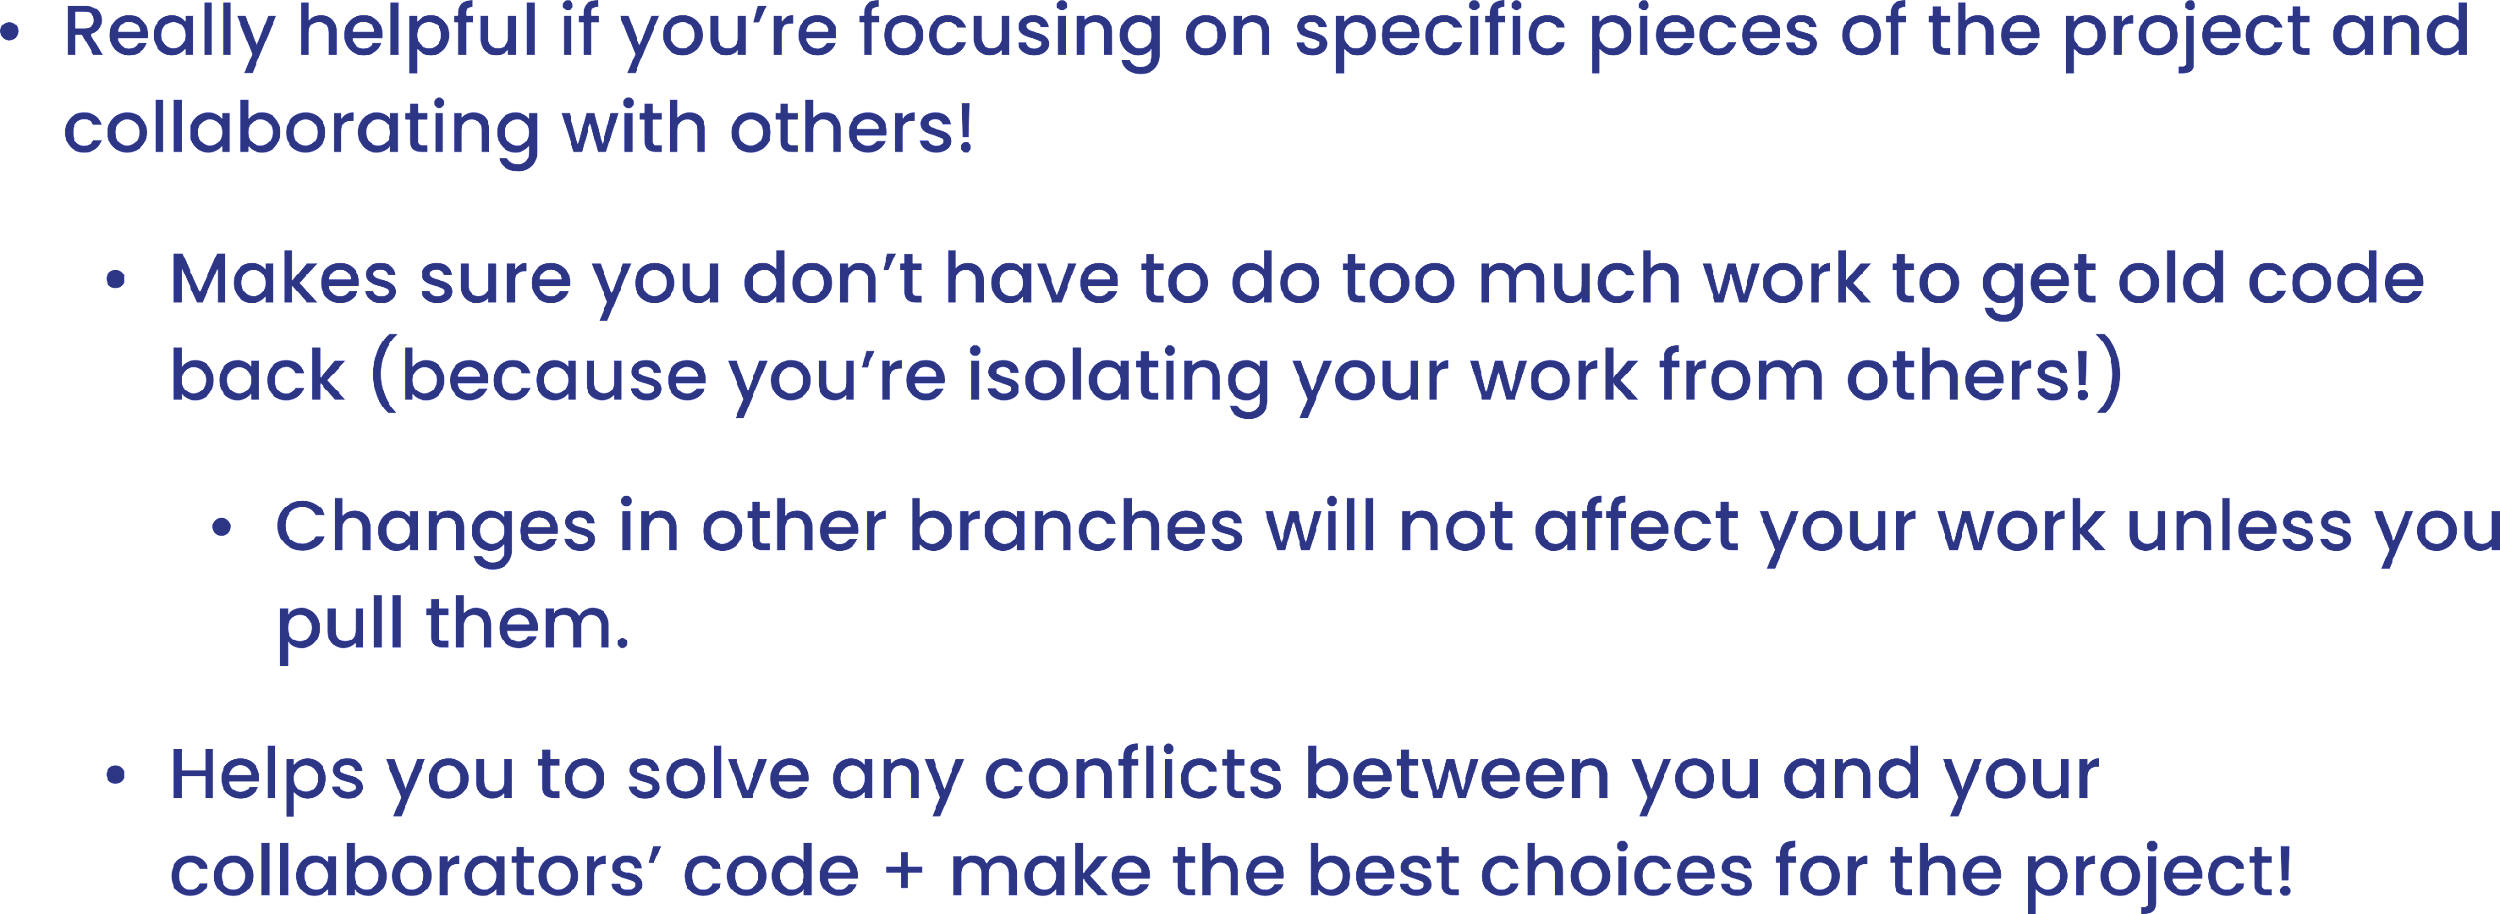 • Really helpful if you’re focusing on specific pieces of the project and
collaborating with others!
• Makes sure you don’t have to do too much work to get old code
back (because you’re isolating your work from others!)
• Changes in other branches will not affect your work unless you
pull them.
• Helps you to solve any conflicts between you and your
collaborators’ code + make the best choices for the project!